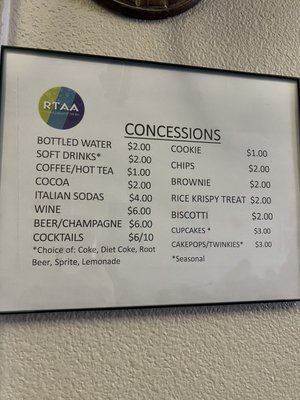 RTAA
CONCESSIONS
BOTTLED WATER $2.00
SOFT DRINKS* $2.00
COFFEE/HOT TEA $1.00
COCOA $2.00
ITALIAN SODAS $4.00
WINE $6.00
BEER/CHAMPAGNE $6.00
COCKTAILS $6/10
*Choice of: Coke, Diet Coke, Root
Beer, Sprite, Lemonade
COOKIE $1.00
CHIPS $2.00
BROWNIE $2.00
RICE KRISPY TREAT $2.00
BISCOTTI $2.00
CUPCAKES * $3.00
CAKEPOPS/TWINKIES* $3.00
*Seasonal